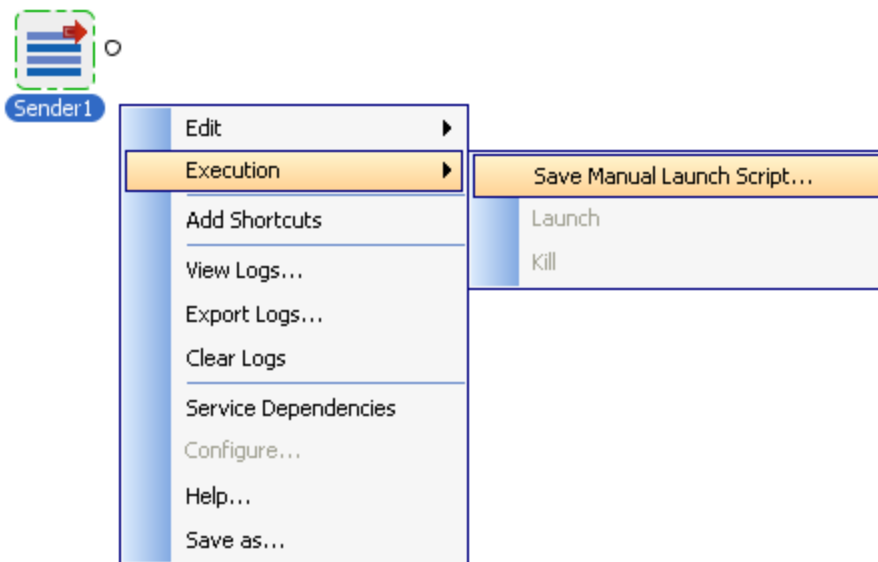 Sender1
Edit
Execution
Save Manual Launch Script...
Launch
Kill
Add Shortcuts
View Logs...
Export Logs...
Clear Logs
Service Dependencies
Configure...
Help...
Save as...